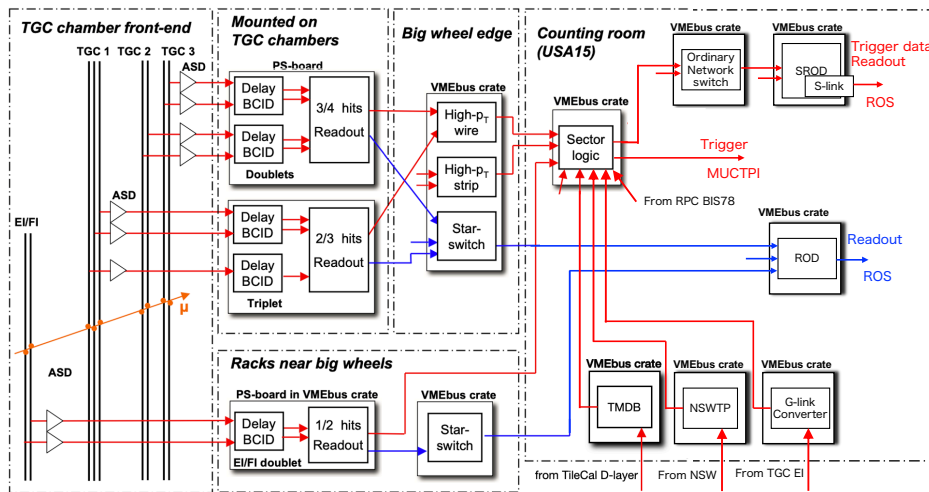 TGC chamber front-end
TGC 1 TGC 2 TGC 3
ASD
ASD
EI/FI
μ
ASD
Mounted on
TGC chambers
PS-board
Delay
BCID
3/4 hits
Readout
Delay
BCID
Doublets
Delay
BCID
2/3 hits
Readout
Delay
BCID
Triplet
Big wheel edge
VMEbus crate
High-pT
wire
High-pT
strip
Star-
switch
Racks near big wheels
PS-board in VMEbus crate
Delay
BCID
1/2 hits
Readout
EI/FI doublet
VMEbus crate
Star-
switch
Counting room
(USA15)
VMEbus crate
Sector
logic
VMEbus crate
Ordinary
Network
switch
VMEbus crate
SROD
S-link
Trigger data
Readout
ROS
Trigger
MUCTPI
From RPC BIS78
VMEbus crate
ROD
Readout
ROS
VMEbus crate
TMDB
VMEbus crate
NSWTP
VMEbus crate
G-link
Converter
from TileCal D-layer
From NSW
From TGC EI